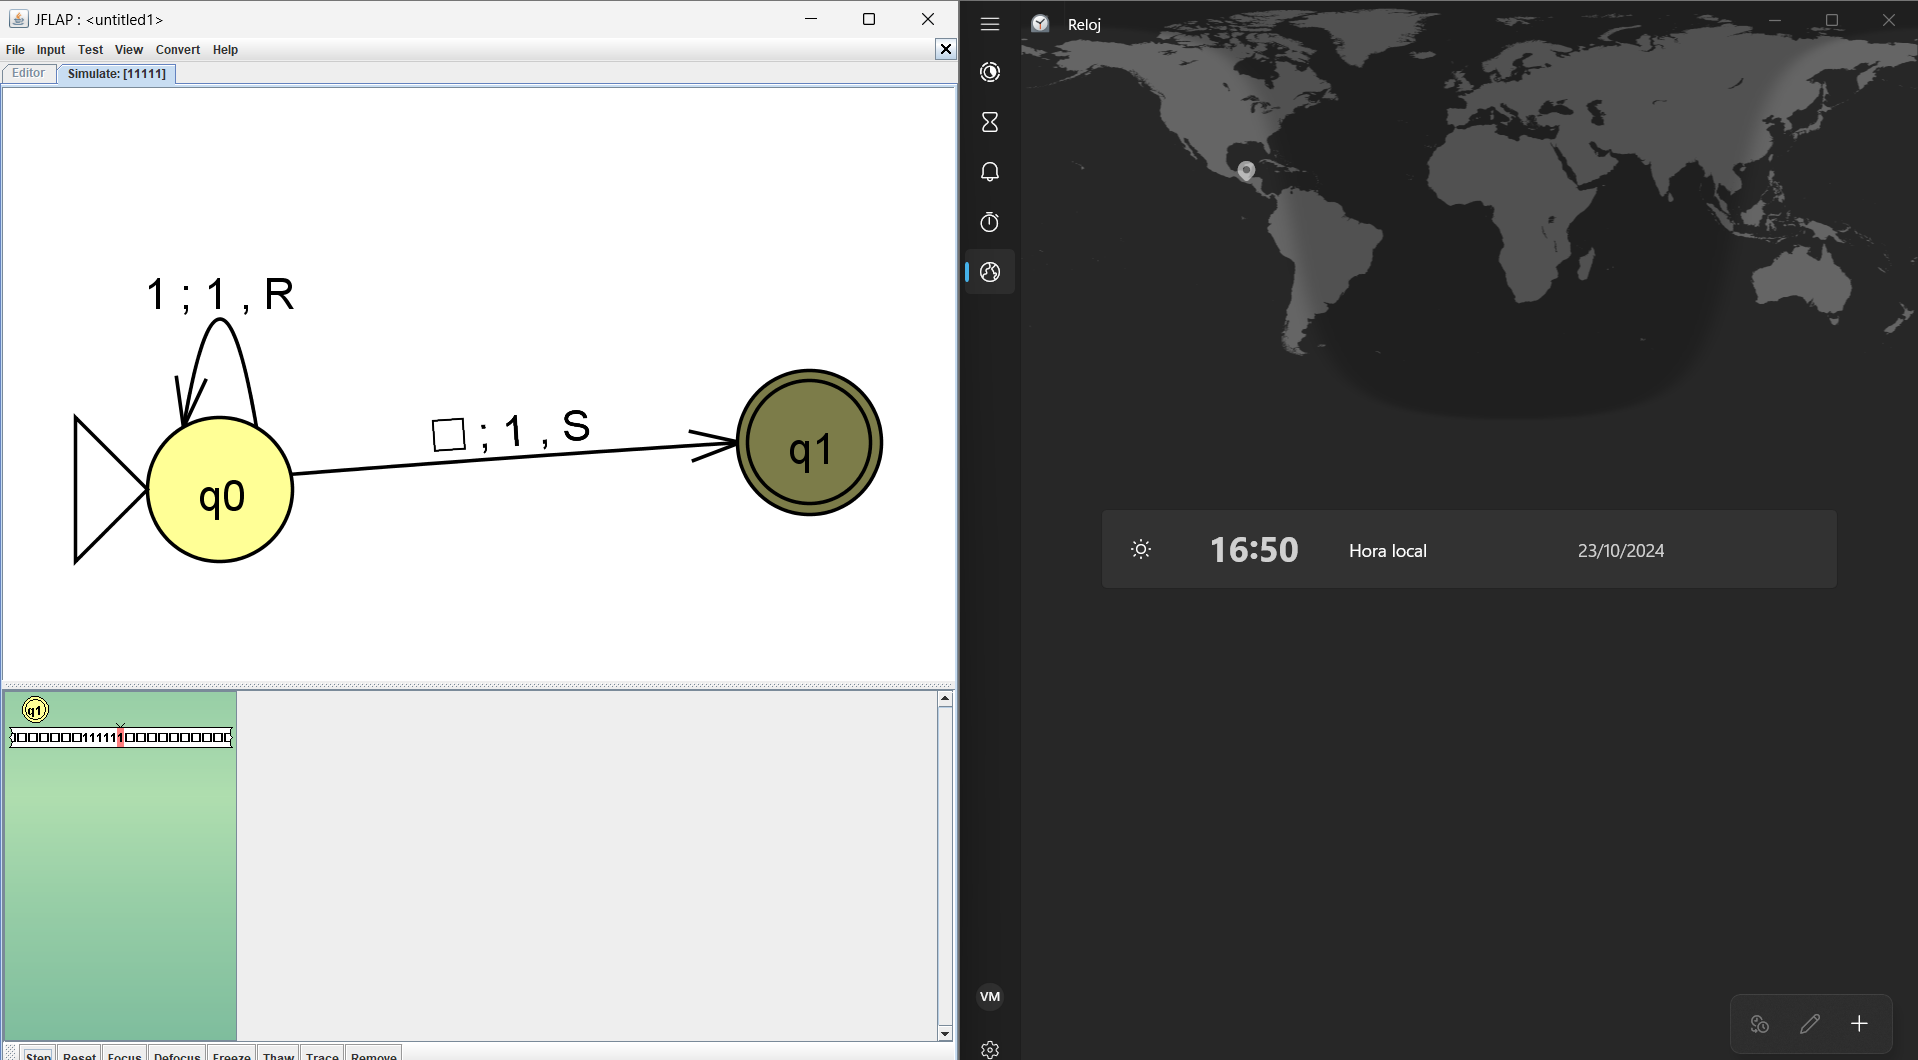 JFLAP : <untitled1>
File Input Test View Convert Help
Editor Simulate: [11111]
1 ; 1 , R
□ ; 1 , S
q0
q1
q1
□□□□□□111111□□□□□□□□□□
Step Reset Focus Defocus Freeze Thaw Trace Remove
Reloj
16:50 Hora local 23/10/2024
VM